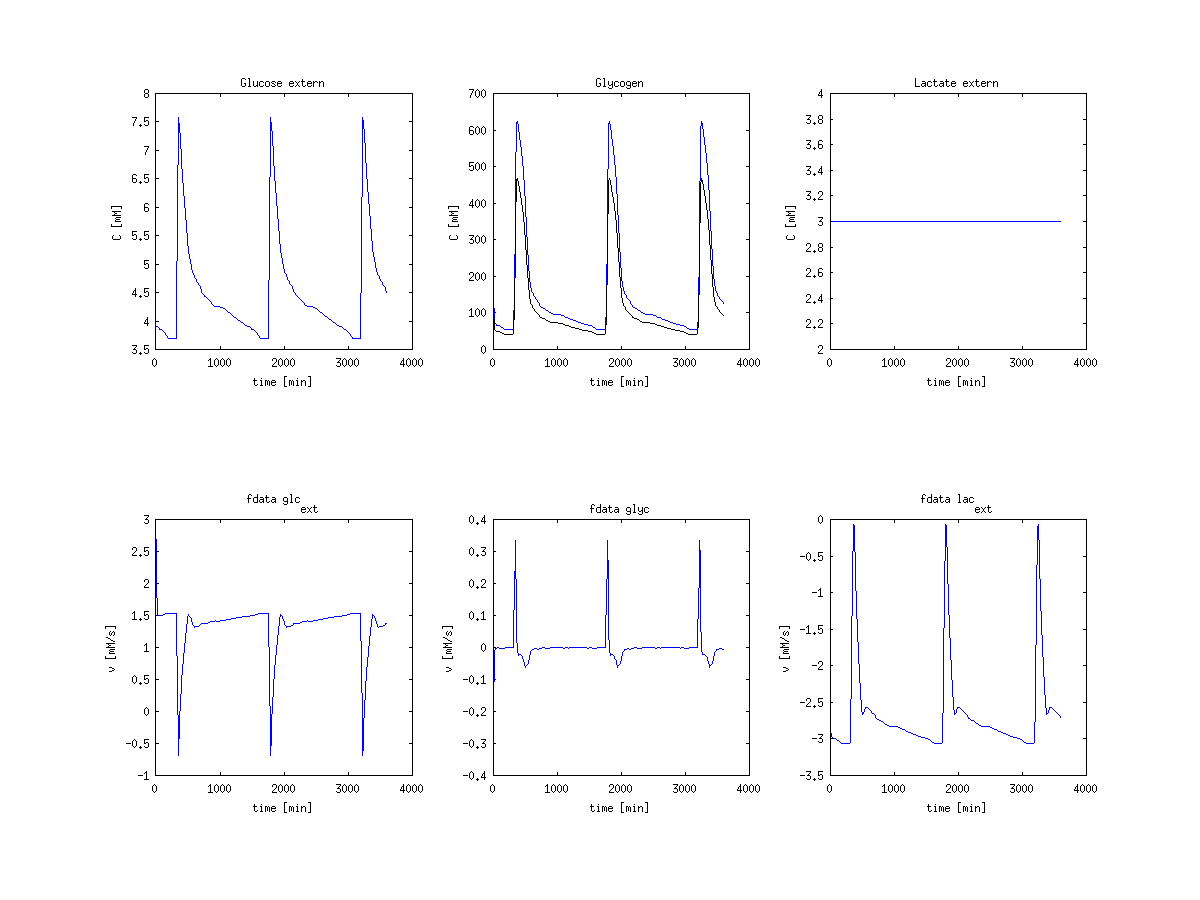 Glucose extern
8
7.5
7
6.5
6
5.5
5
4.5
4
3.5
C [mM]
0 1000 2000 3000 4000
time [min]
Glycogen
700
600
500
400
300
200
100
0
C [mM]
0 1000 2000 3000 4000
time [min]
Lactate extern
4
3.8
3.6
3.4
3.2
3
2.8
2.6
2.4
2.2
2
C [mM]
0 1000 2000 3000 4000
time [min]
fdata glc
ext
3
2.5
2
1.5
1
0.5
0
-0.5
-1
v [mM/s]
0 1000 2000 3000 4000
time [min]
fdata glyc
0.4
0.3
0.2
0.1
0
-0.1
-0.2
-0.3
-0.4
v [mM/s]
0 1000 2000 3000 4000
time [min]
fdata lac
ext
0
-0.5
-1
-1.5
-2
-2.5
-3
-3.5
v [mM/s]
0 1000 2000 3000 4000
time [min]